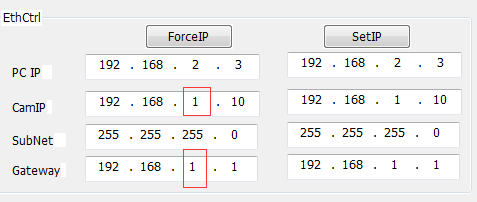 EthCtrl
ForceIP SetIP
PC IP 192 . 168 . 2 . 3 192 . 168 . 2 . 3
CamIP 192 . 168 . 1 . 10 192 . 168 . 1 . 10
SubNet 255 . 255 . 255 . 0 255 . 255 . 255 . 0
Gateway 192 . 168 . 1 . 1 192 . 168 . 1 . 1